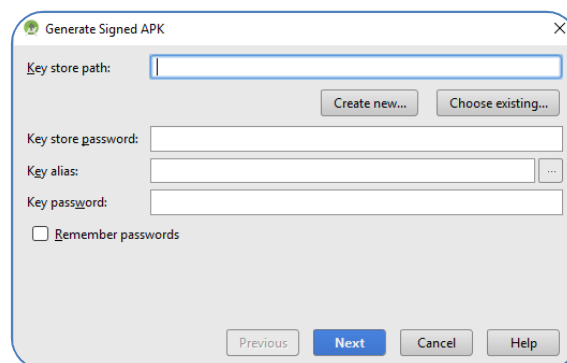 Generate Signed APK
Key store path:
Create new... Choose existing...
Key store password:
Key alias: ...
Key password:
Remember passwords
Previous Next Cancel Help